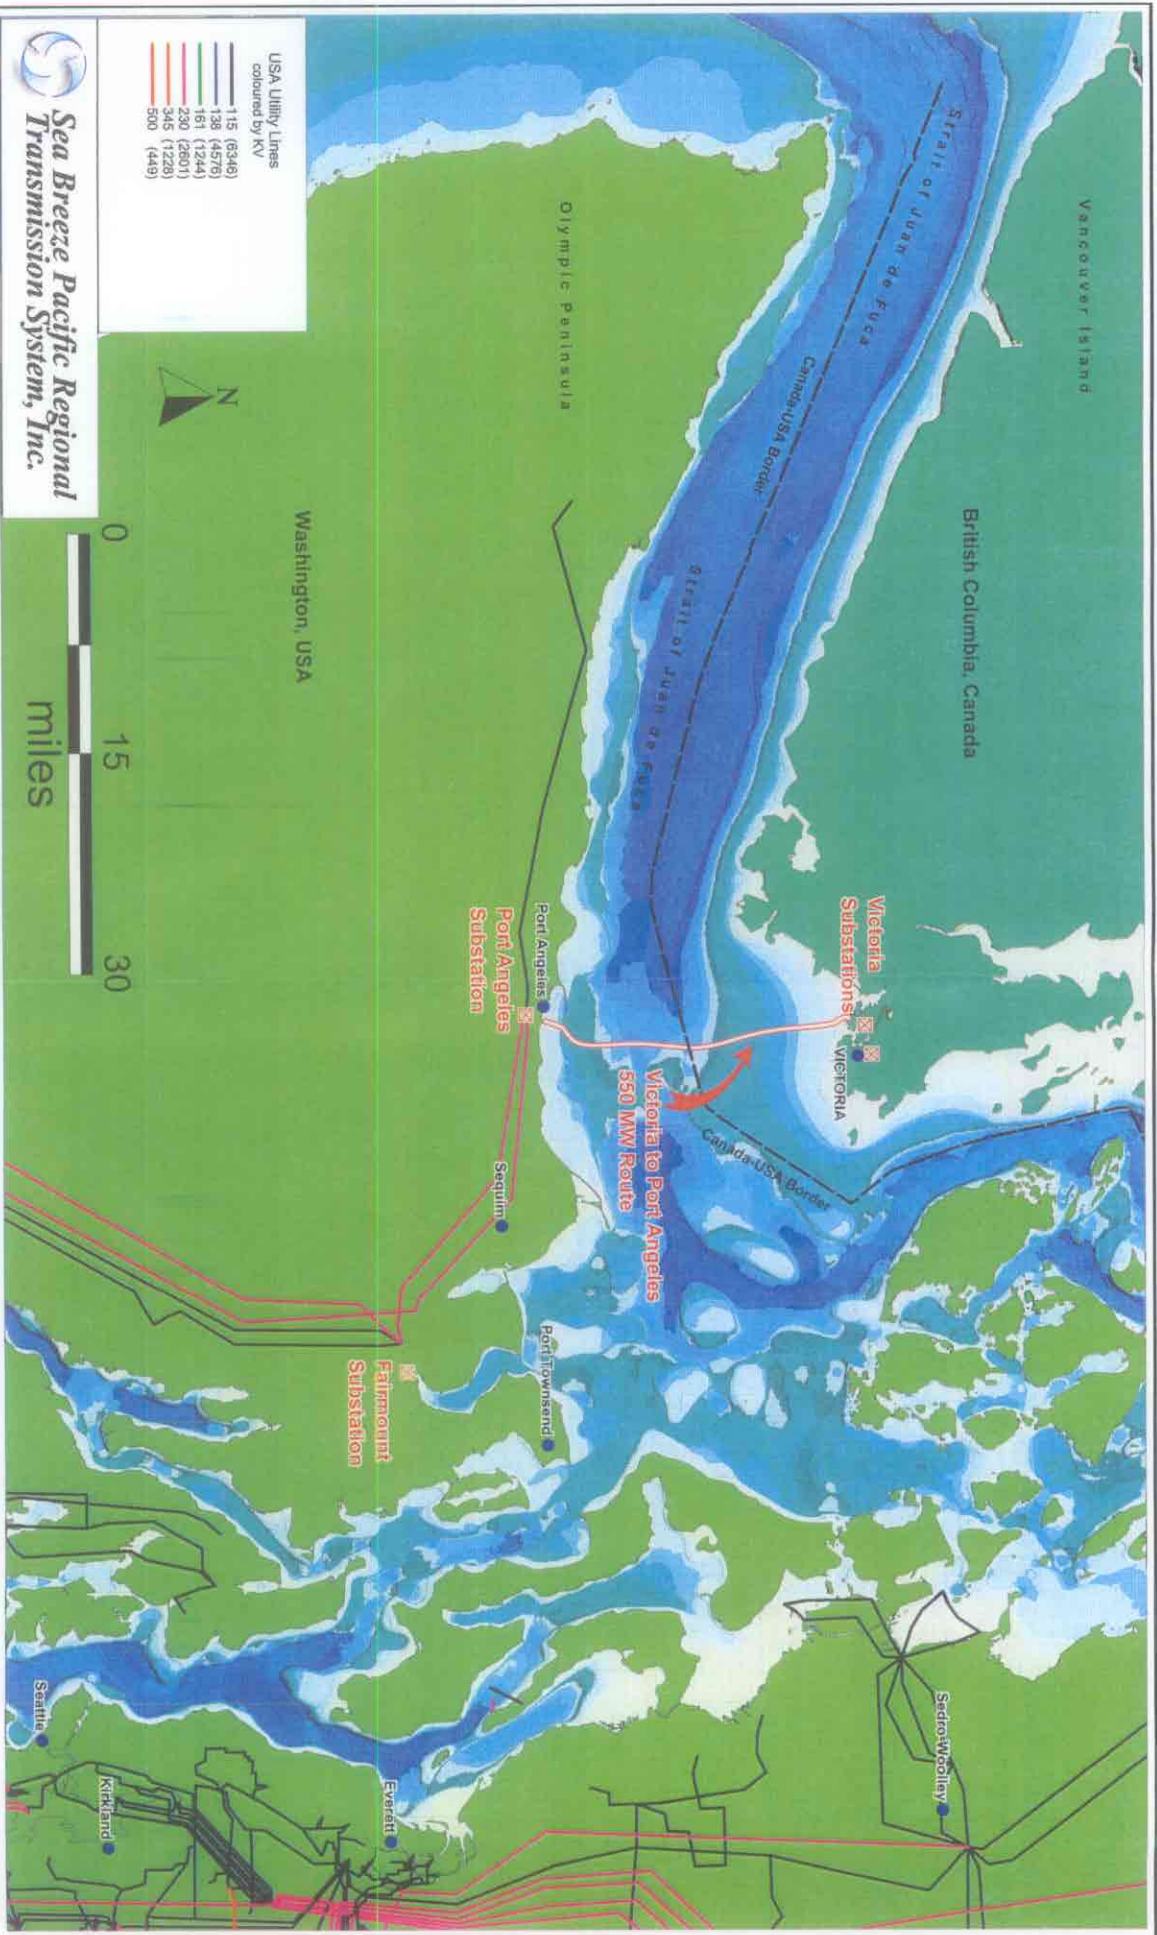 Vancouver Island
British Columbia, Canada
Strait of Juan de Fuca
Canada-USA Border
Strait of Juan de Fuca
Victoria
Substations
VICTORIA
Canada-USA Border
Victoria to Port Angeles
550 MW Route
Olympic Peninsula
Port Angeles
Port Angeles
Substation
Sequim
Port Townsend
Fairmount
Substation
Sedro-Woolley
Everett
Kirkland
Seattle
Washington, USA
USA Utility Lines
coloured by KV
115 (6346)
138 (4576)
161 (1244)
230 (2601)
345 (1228)
500 (449)
N
Sea Breeze Pacific Regional
Transmission System, Inc.
0 15 30
miles